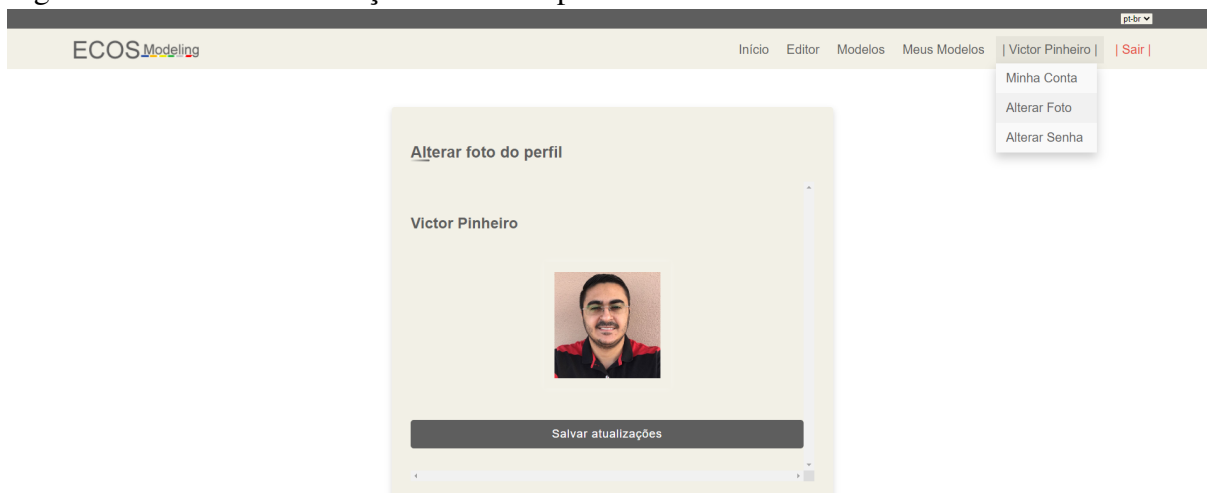 pt-br
ECOS Modeling
Início Editor Modelos Meus Modelos | Victor Pinheiro | | Sair |
Minha Conta
Alterar Foto
Alterar Senha
Alterar foto do perfil
Victor Pinheiro
Salvar atualizações